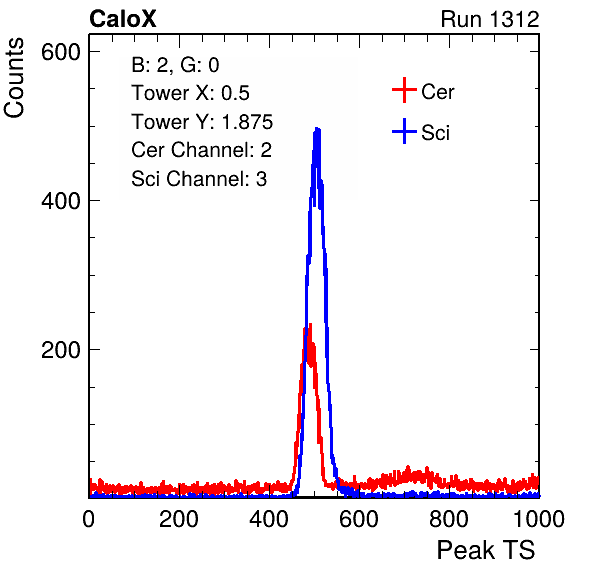 CaloX Run 1312
Counts
600
400
200
B: 2, G: 0
Tower X: 0.5
Tower Y: 1.875
Cer Channel: 2
Sci Channel: 3
Cer
Sci
0 200 400 600 800 1000
Peak TS